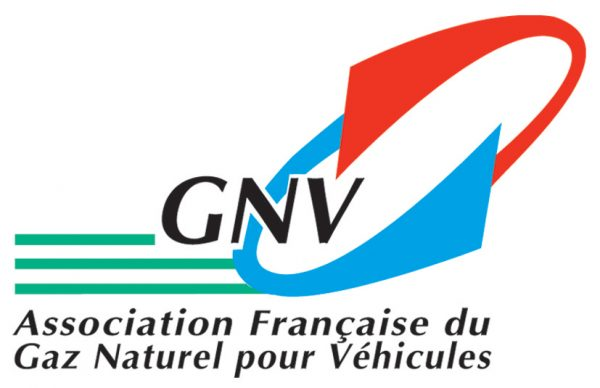 GNV
Association Française du
Gaz Naturel pour Véhicules